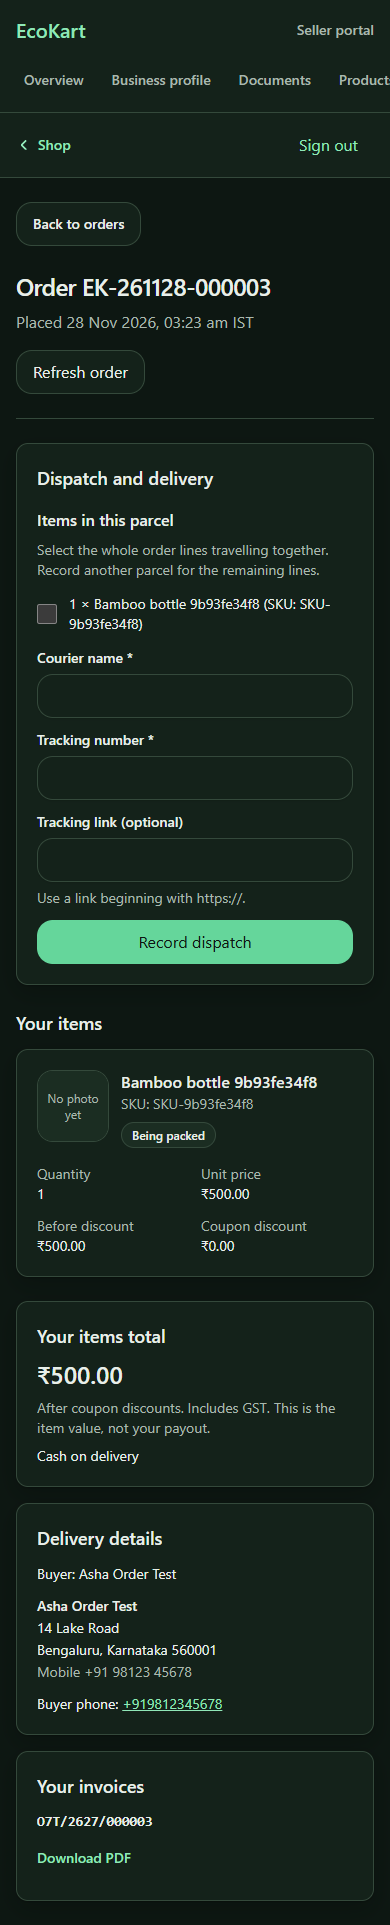 EcoKart
Seller portal
Overview Business profile Documents Products
Shop
Sign out
Back to orders
Order EK-261128-000003
Placed 28 Nov 2026, 03:23 am IST
Refresh order
Dispatch and delivery
Items in this parcel
Select the whole order lines travelling together.
Record another parcel for the remaining lines.
1 × Bamboo bottle 9b93fe34f8 (SKU: SKU-
9b93fe34f8)
Courier name *
Tracking number *
Tracking link (optional)
Use a link beginning with https://.
Record dispatch
Your items
No photo
yet
Bamboo bottle 9b93fe34f8
SKU: SKU-9b93fe34f8
Being packed
Quantity
1
Unit price
₹500.00
Before discount
₹500.00
Coupon discount
₹0.00
Your items total
₹500.00
After coupon discounts. Includes GST. This is the
item value, not your payout.
Cash on delivery
Delivery details
Buyer: Asha Order Test
Asha Order Test
14 Lake Road
Bengaluru, Karnataka 560001
Mobile +91 98123 45678
Buyer phone: +919812345678
Your invoices
O7T/2627/000003
Download PDF